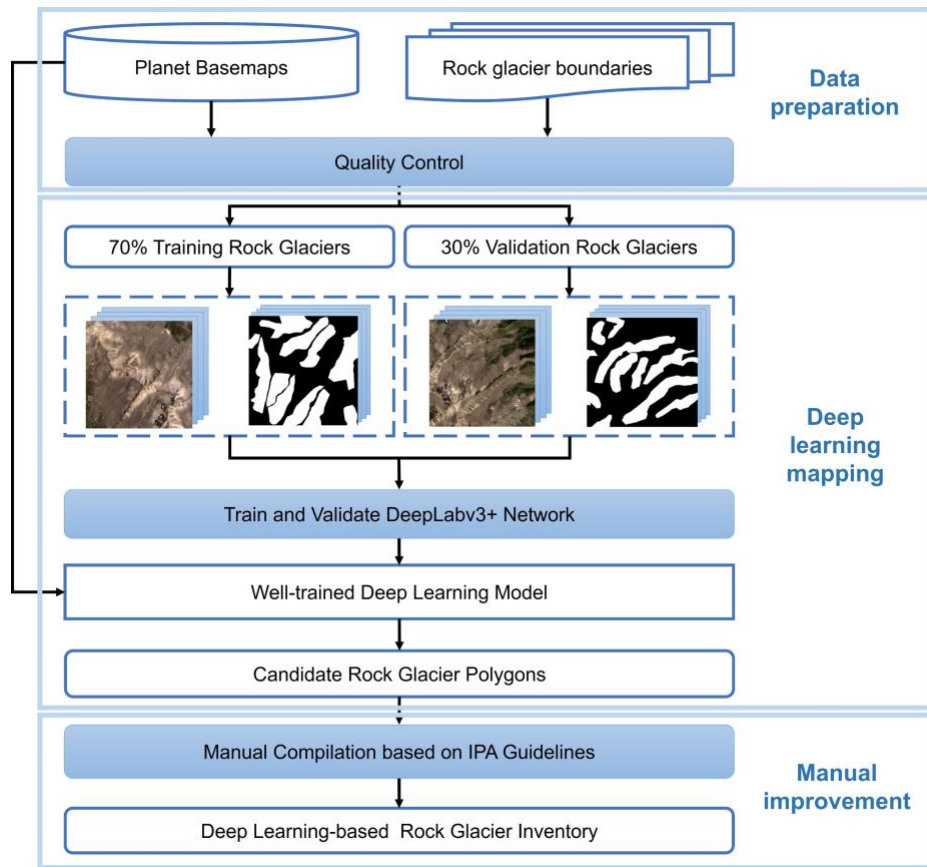 Planet Basemaps
Rock glacier boundaries
Data
preparation
Quality Control
70% Training Rock Glaciers
30% Validation Rock Glaciers
Deep
learning
mapping
Train and Validate DeepLabv3+ Network
Well-trained Deep Learning Model
Candidate Rock Glacier Polygons
Manual Compilation based on IPA Guidelines
Manual
improvement
Deep Learning-based Rock Glacier Inventory